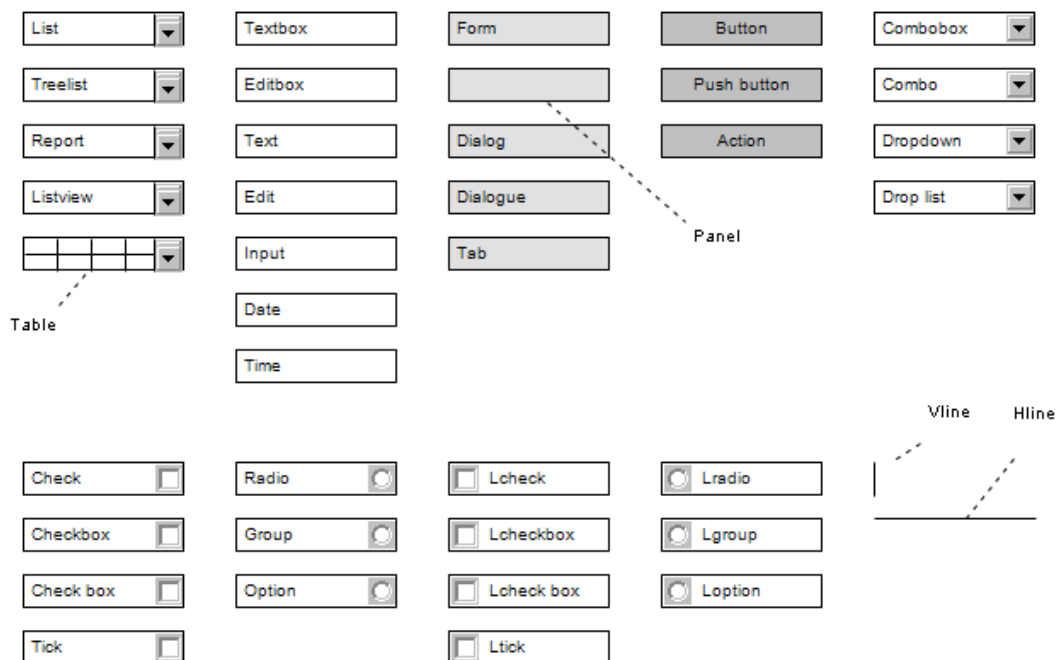 List
Textbox
Form
Button
Combobox
Treelist
Editbox
Push button
Combo
Report
Text
Dialog
Action
Dropdown
Listview
Edit
Dialogue
Drop list
Panel
Input
Tab
Table
Date
Time
Vline
Hline
Check
Radio
Lcheck
Lradio
Checkbox
Group
Lcheckbox
Lgroup
Check box
Option
Lcheck box
Loption
Tick
Ltick